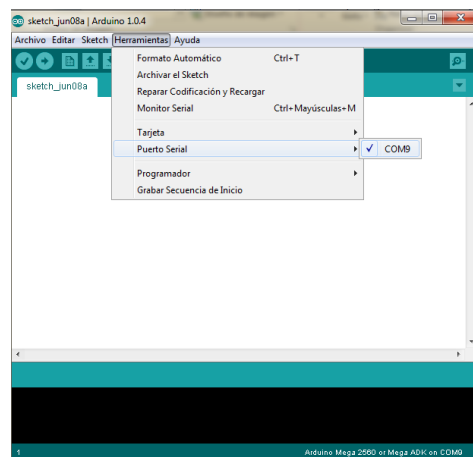 sketch_jun08a | Arduino 1.0.4
Archivo Editar Sketch Herramientas Ayuda
sketch_jun08a
Formato Automático Ctrl+T
Archivar el Sketch
Reparar Codificación y Recargar
Monitor Serial Ctrl+Mayúsculas+M
Tarjeta
Puerto Serial
COM9
Programador
Grabar Secuencia de Inicio
1 Arduino Mega 2560 or Mega ADK on COM9